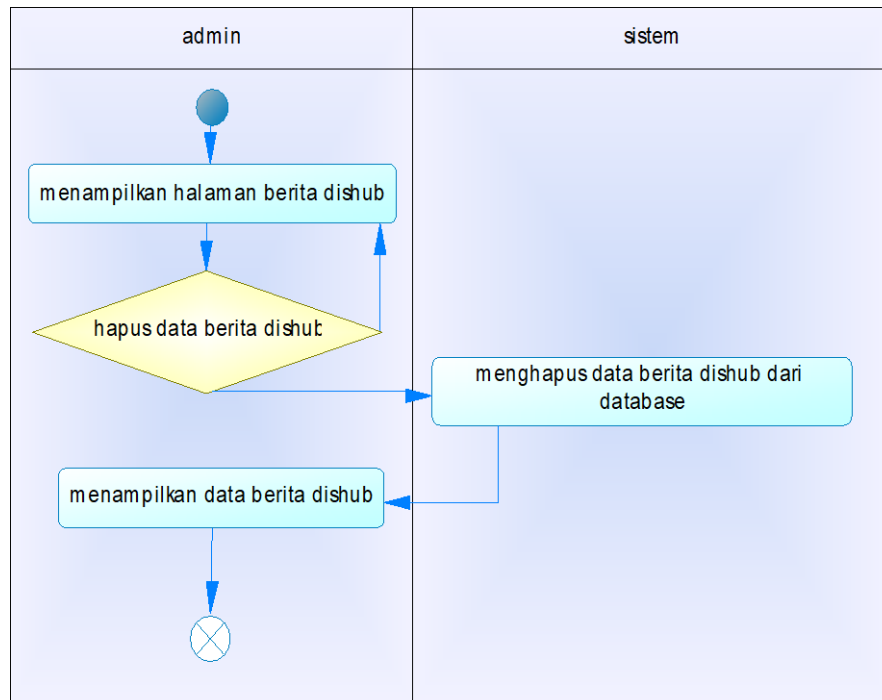 admin
sistem
menampilkan halaman berita dishub
hapus data berita dishub
menghapus data berita dishub dari
database
menampilkan data berita dishub